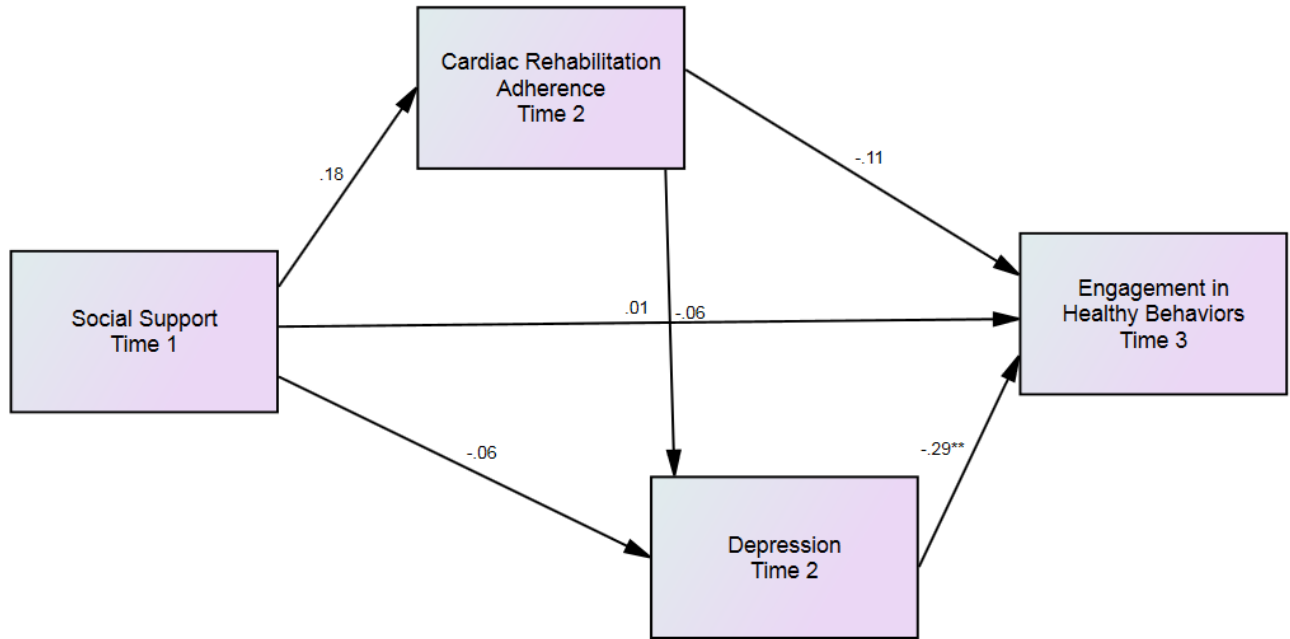 Cardiac Rehabilitation
Adherence
Time 2
.18
-.11
Social Support
Time 1
.01
-.06
Engagement in
Healthy Behaviors
Time 3
-.06
-.29**
Depression
Time 2